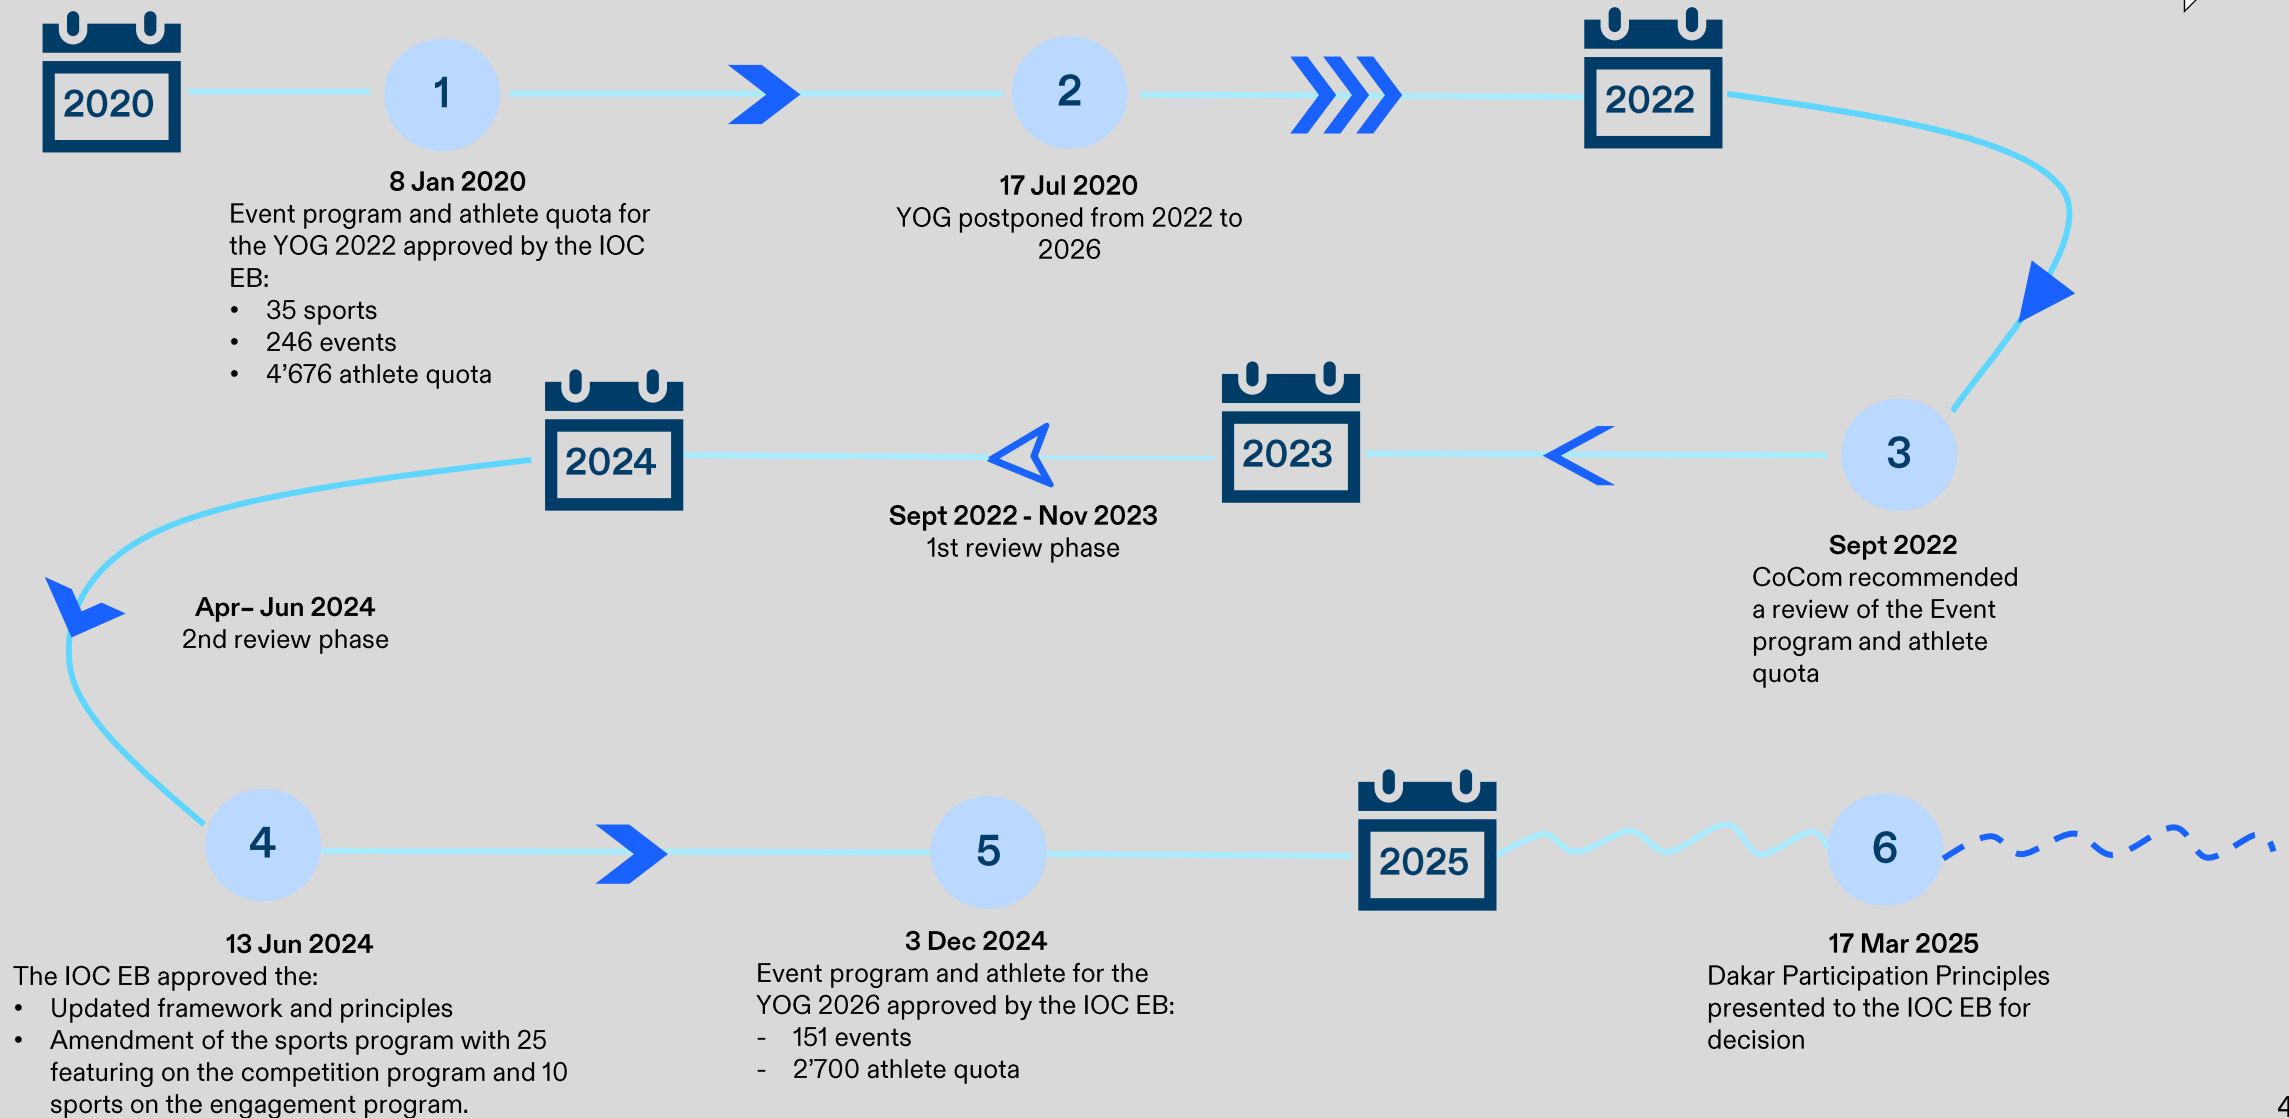 2020
1
2
2022
8 Jan 2020
Event program and athlete quota for
the YOG 2022 approved by the IOC
EB:
• 35 sports
• 246 events
• 4’676 athlete quota
17 Jul 2020
YOG postponed from 2022 to
2026
3
Sept 2022
CoCom recommended
a review of the Event
program and athlete
quota
2023
Sept 2022 - Nov 2023
1st review phase
2024
Apr– Jun 2024
2nd review phase
4
13 Jun 2024
The IOC EB approved the:
• Updated framework and principles
• Amendment of the sports program with 25
featuring on the competition program and 10
sports on the engagement program.
5
3 Dec 2024
Event program and athlete for the
YOG 2026 approved by the IOC EB:
- 151 events
- 2’700 athlete quota
2025
6
17 Mar 2025
Dakar Participation Principles
presented to the IOC EB for
decision
4